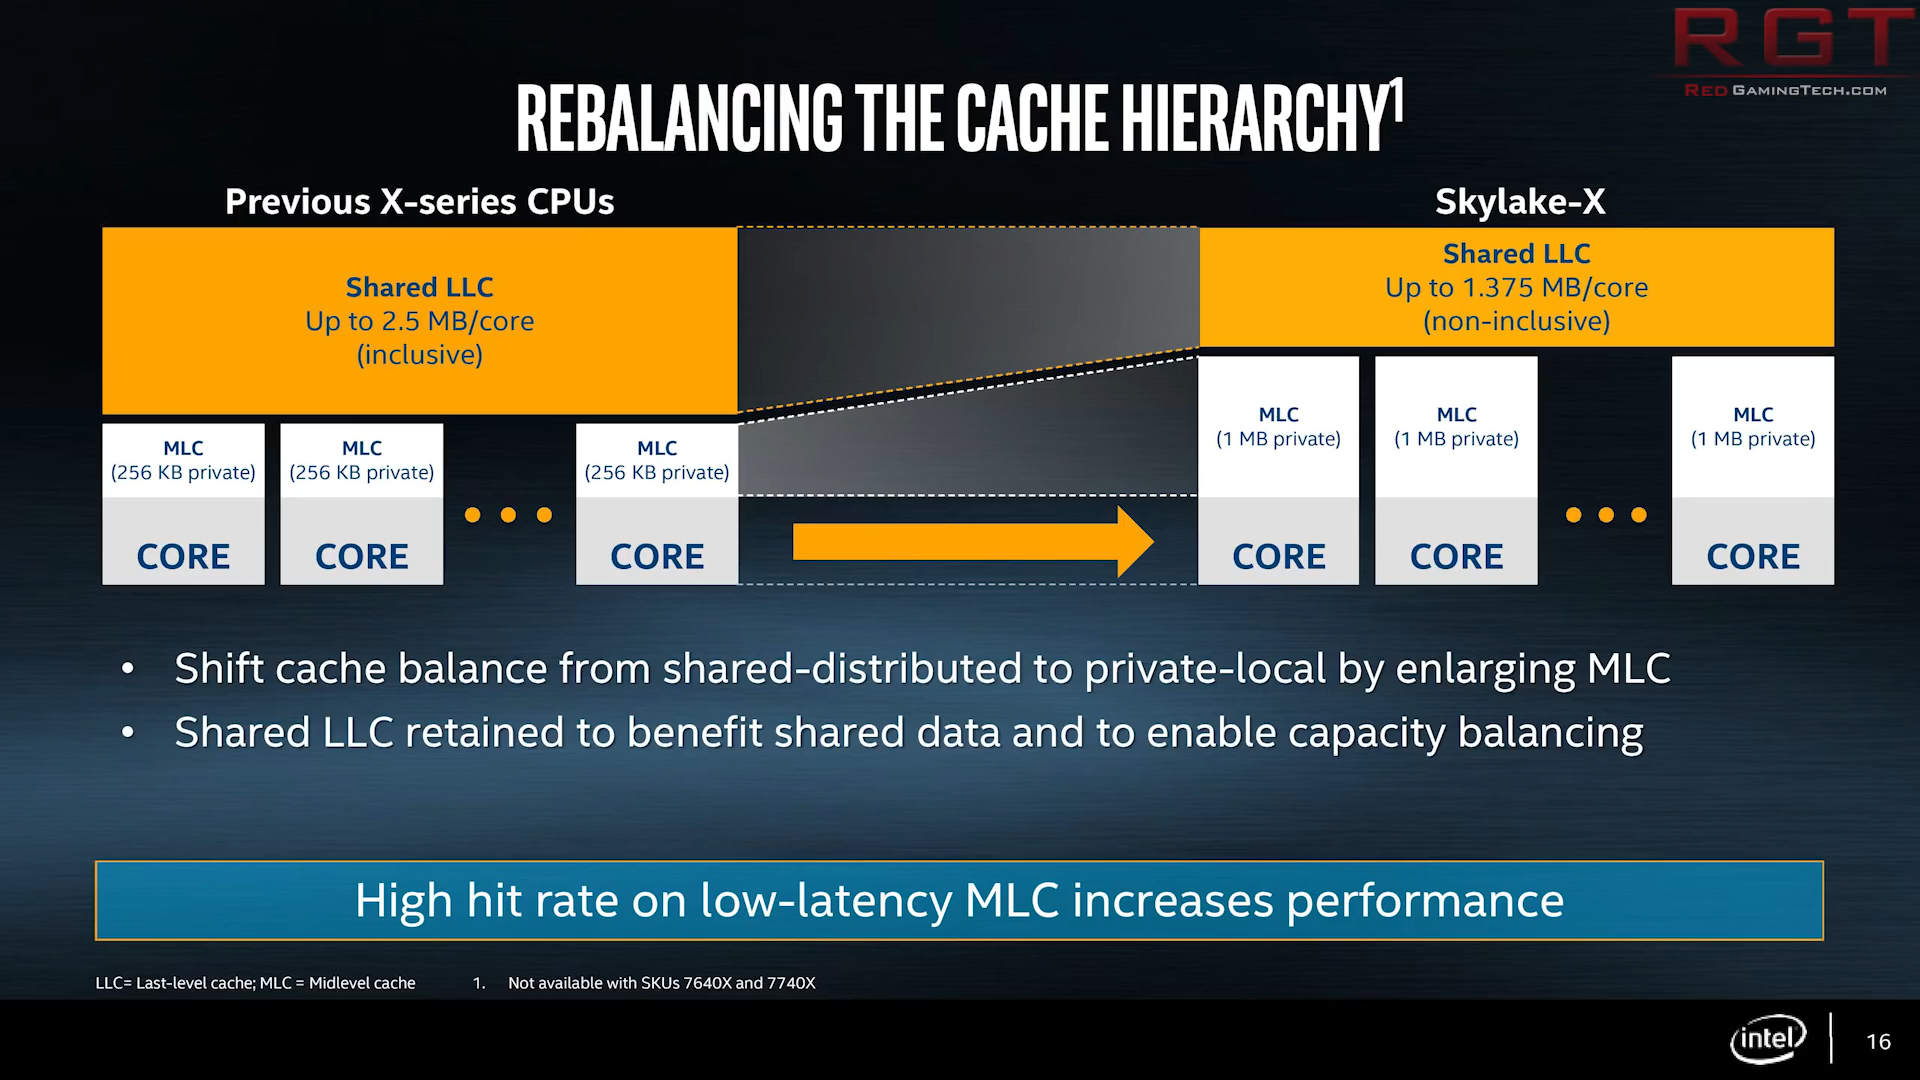 RGT
RED GAMINGTECH.COM
REBALANCING THE CACHE HIERARCHY¹
Previous X-series CPUs
Skylake-X
Shared LLC
Up to 2.5 MB/core
(inclusive)
Shared LLC
Up to 1.375 MB/core
(non-inclusive)
MLC
(256 KB private)
CORE
MLC
(256 KB private)
CORE
MLC
(256 KB private)
CORE
MLC
(1 MB private)
CORE
MLC
(1 MB private)
CORE
MLC
(1 MB private)
CORE
• Shift cache balance from shared-distributed to private-local by enlarging MLC
• Shared LLC retained to benefit shared data and to enable capacity balancing
High hit rate on low-latency MLC increases performance
LLC= Last-level cache; MLC = Midlevel cache 1. Not available with SKUs 7640X and 7740X
intel 16